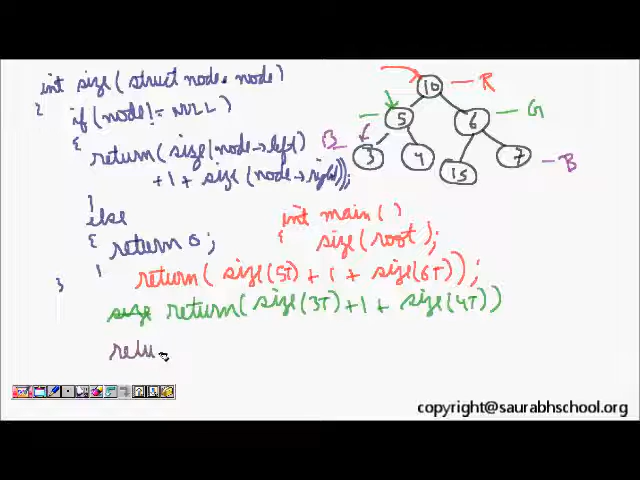 int size(struct node* node)
{
if(node!=NULL)
{
return(size(node->left)
+1+size(node->right));
}
else
{ return 0;
}
}
10 — R
5
6 — G
B 3
4
15
7 — B
int main()
{
size(root);
return(size(5T)+1+size(6T));
size return(size(3T)+1+size(4T))
retu
copyright@saurabhschool.org